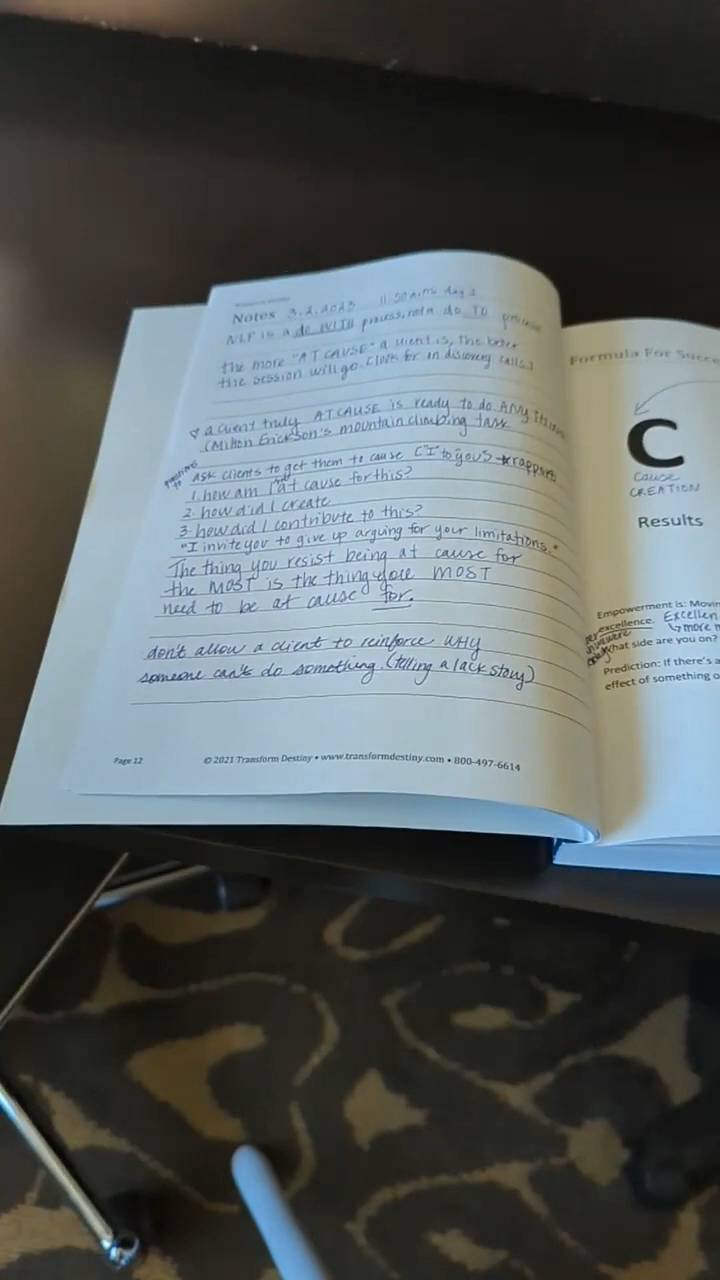 Notes 3.2.2023 11:30 a.m. day 2
NLP is a do WITH process, not a do TO process
the more "AT CAUSE" a client is, the better
the session will go. (look for in discovery calls)
♡ a client truly AT CAUSE is ready to do ANYthing
(Milton Erickson's mountain climbing task
ask clients to get them to cause rapport
1. how am I at cause for this?
2. how did I create
3. how did I contribute to this?
"I invite you to give up arguing for your limitations."
The thing you resist being at cause for
the MOST is the thing you MOST
need to be at cause for.
don't allow a client to reinforce WHY
someone can't do something. (telling a lack story)
Page 12
© 2021 Transform Destiny • www.transformdestiny.com • 800-497-6614
Formula For Succe
C
Cause
CREATION
Results
Empowerment is: Movin
excellence. Excellen
more m
What side are you on?
Prediction: If there's a
effect of something o